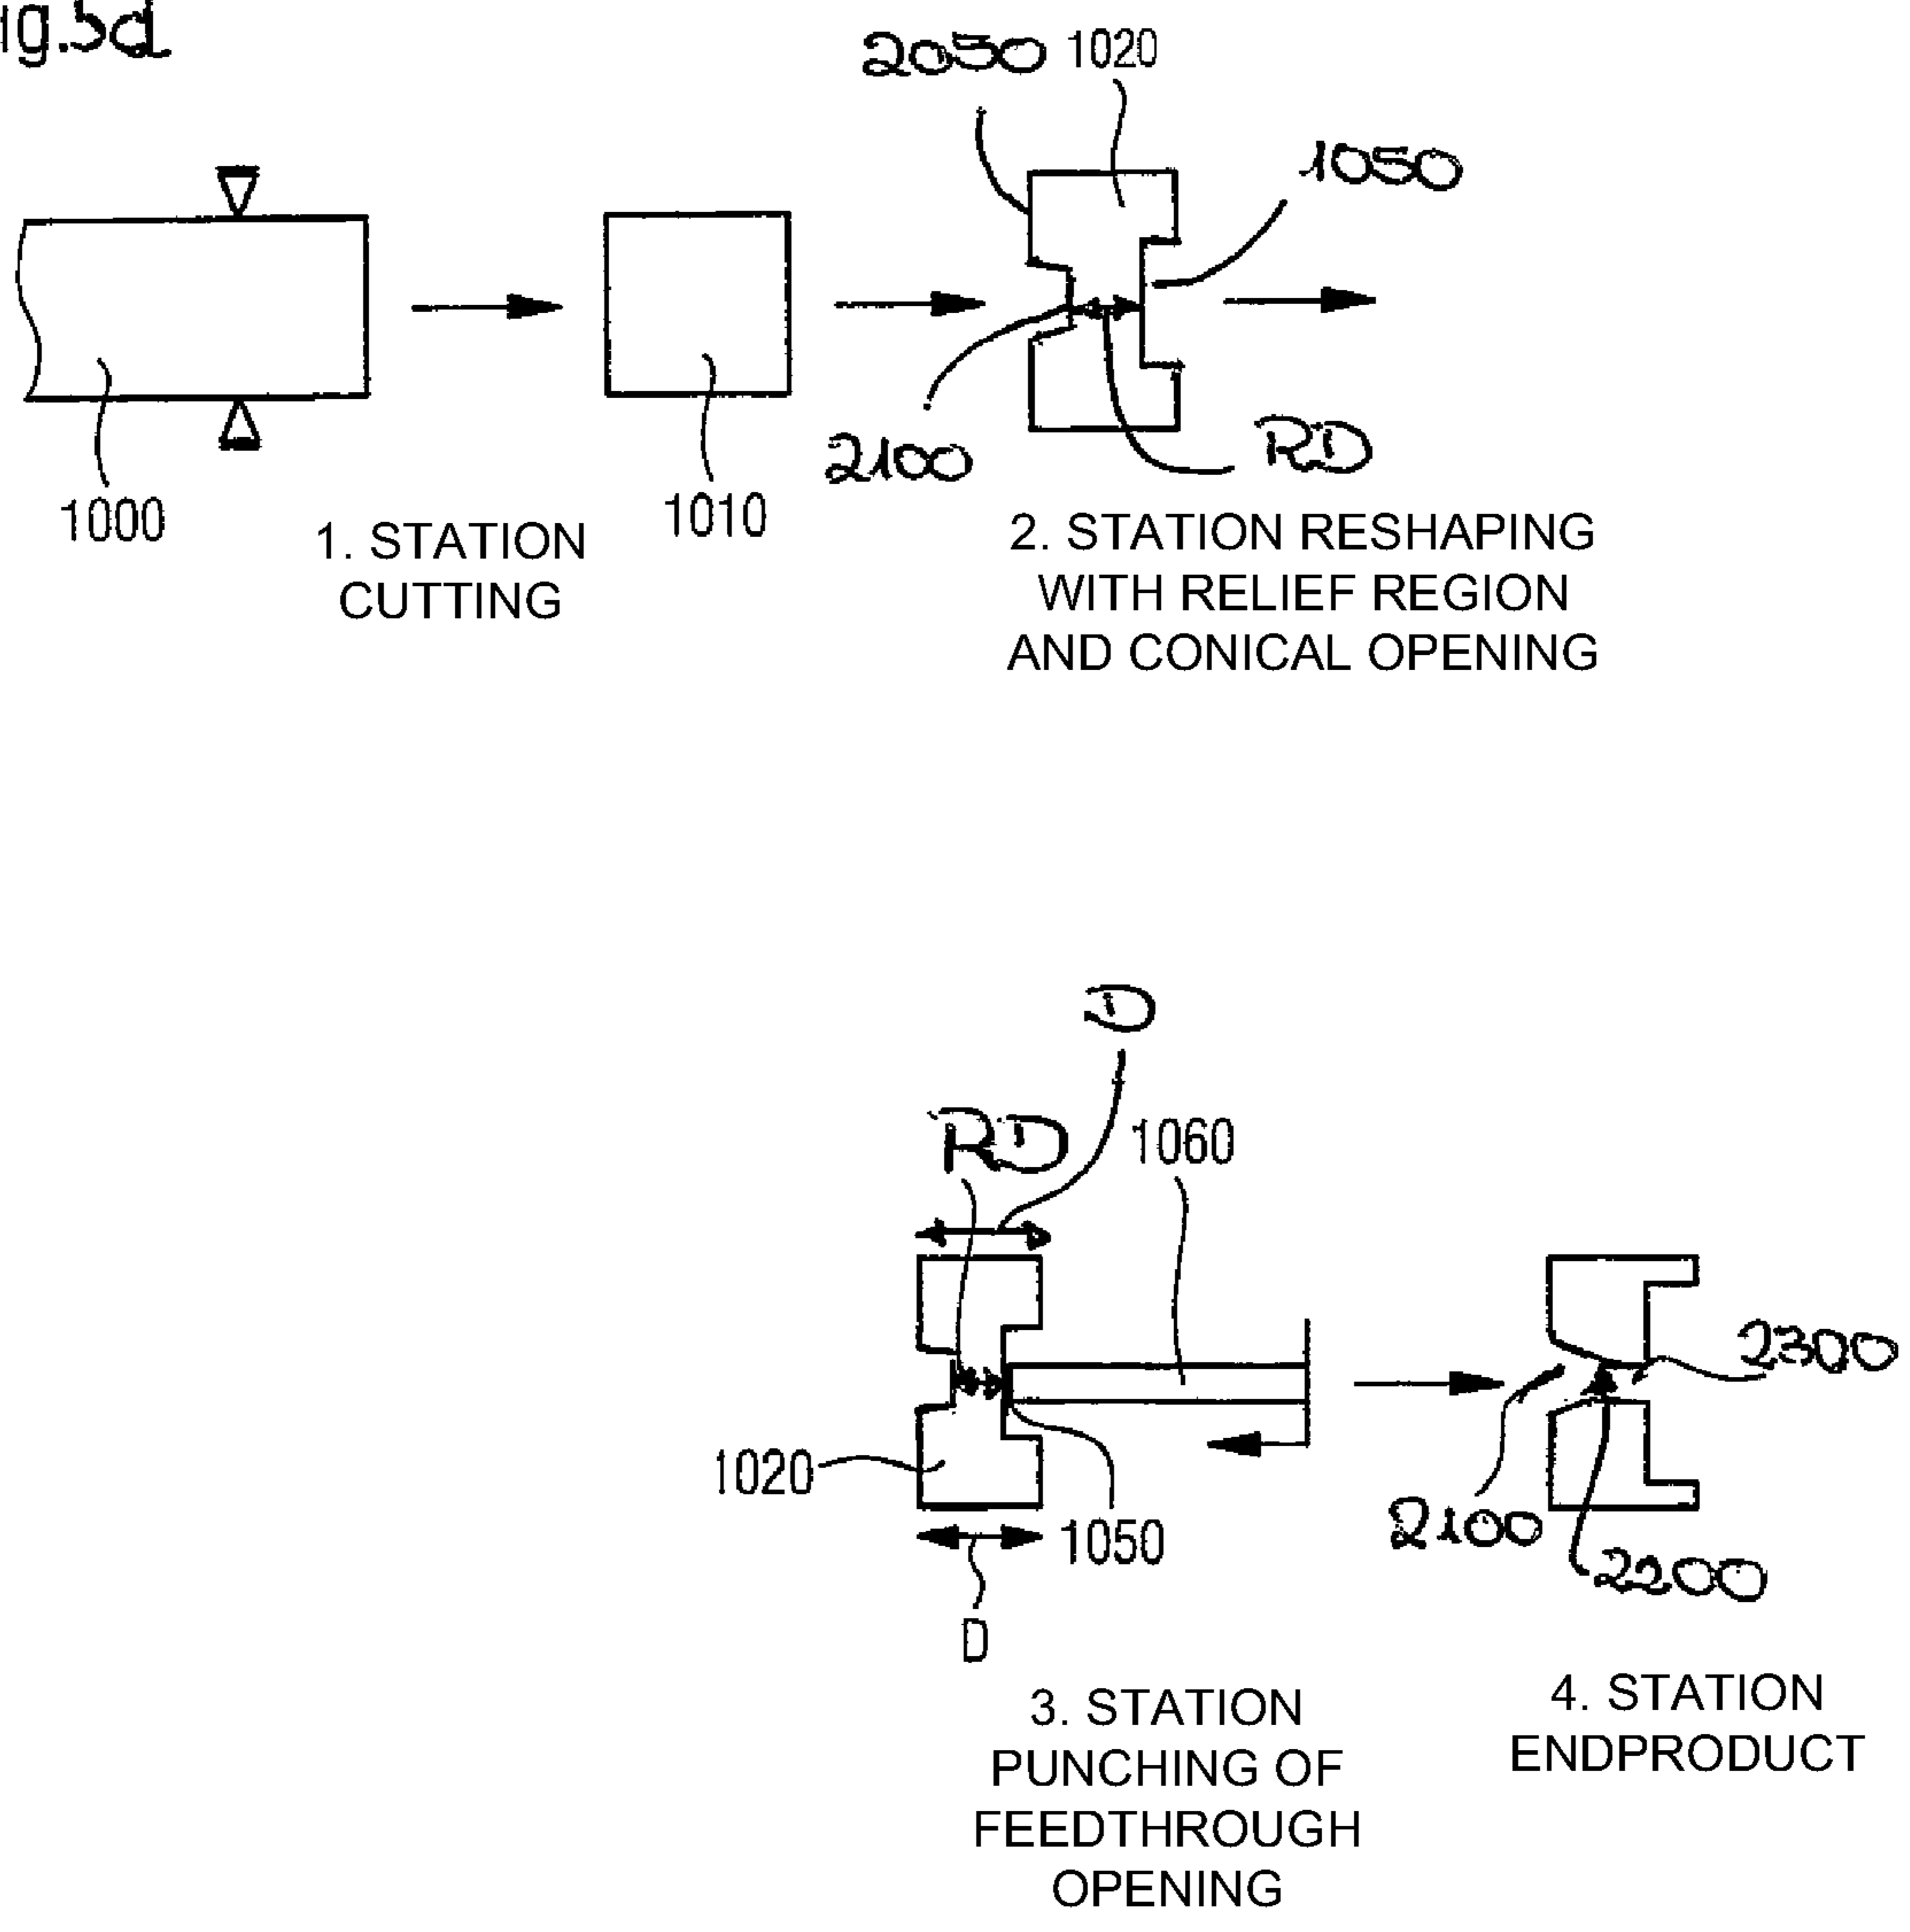 ig.5d
2050 1020
1050
2100
RD
1000
1010
1. STATION
CUTTING
2. STATION RESHAPING
WITH RELIEF REGION
AND CONICAL OPENING
D
RD
1060
2300
1020
1050
2100
2200
D
3. STATION
PUNCHING OF
FEEDTHROUGH
OPENING
4. STATION
ENDPRODUCT